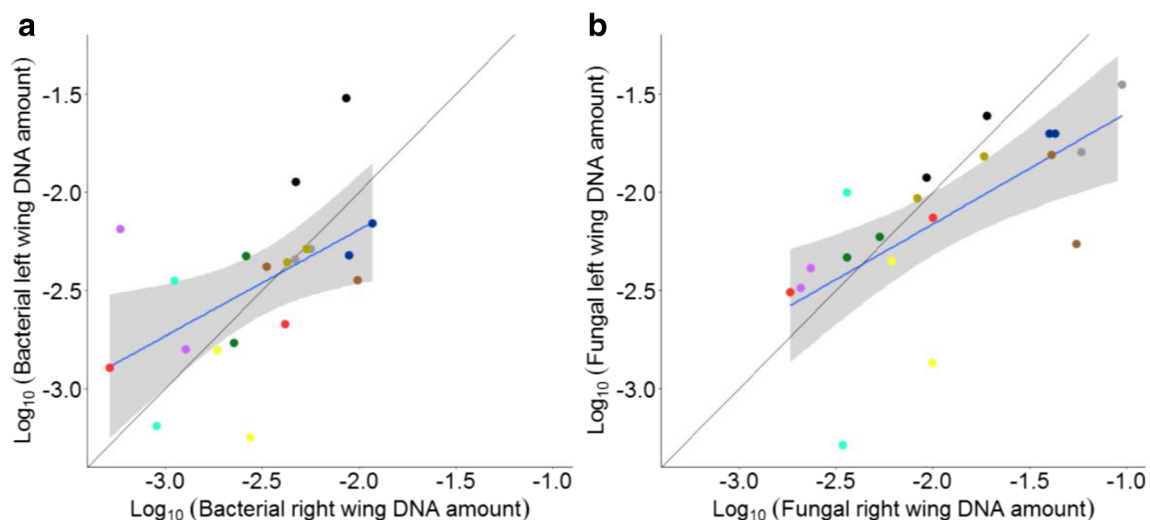 a
Log10 (Bacterial left wing DNA amount)
-1.5
-2.0
-2.5
-3.0
-3.0 -2.5 -2.0 -1.5 -1.0
Log10 (Bacterial right wing DNA amount)
b
Log10 (Fungal left wing DNA amount)
-1.5
-2.0
-2.5
-3.0
-3.0 -2.5 -2.0 -1.5 -1.0
Log10 (Fungal right wing DNA amount)